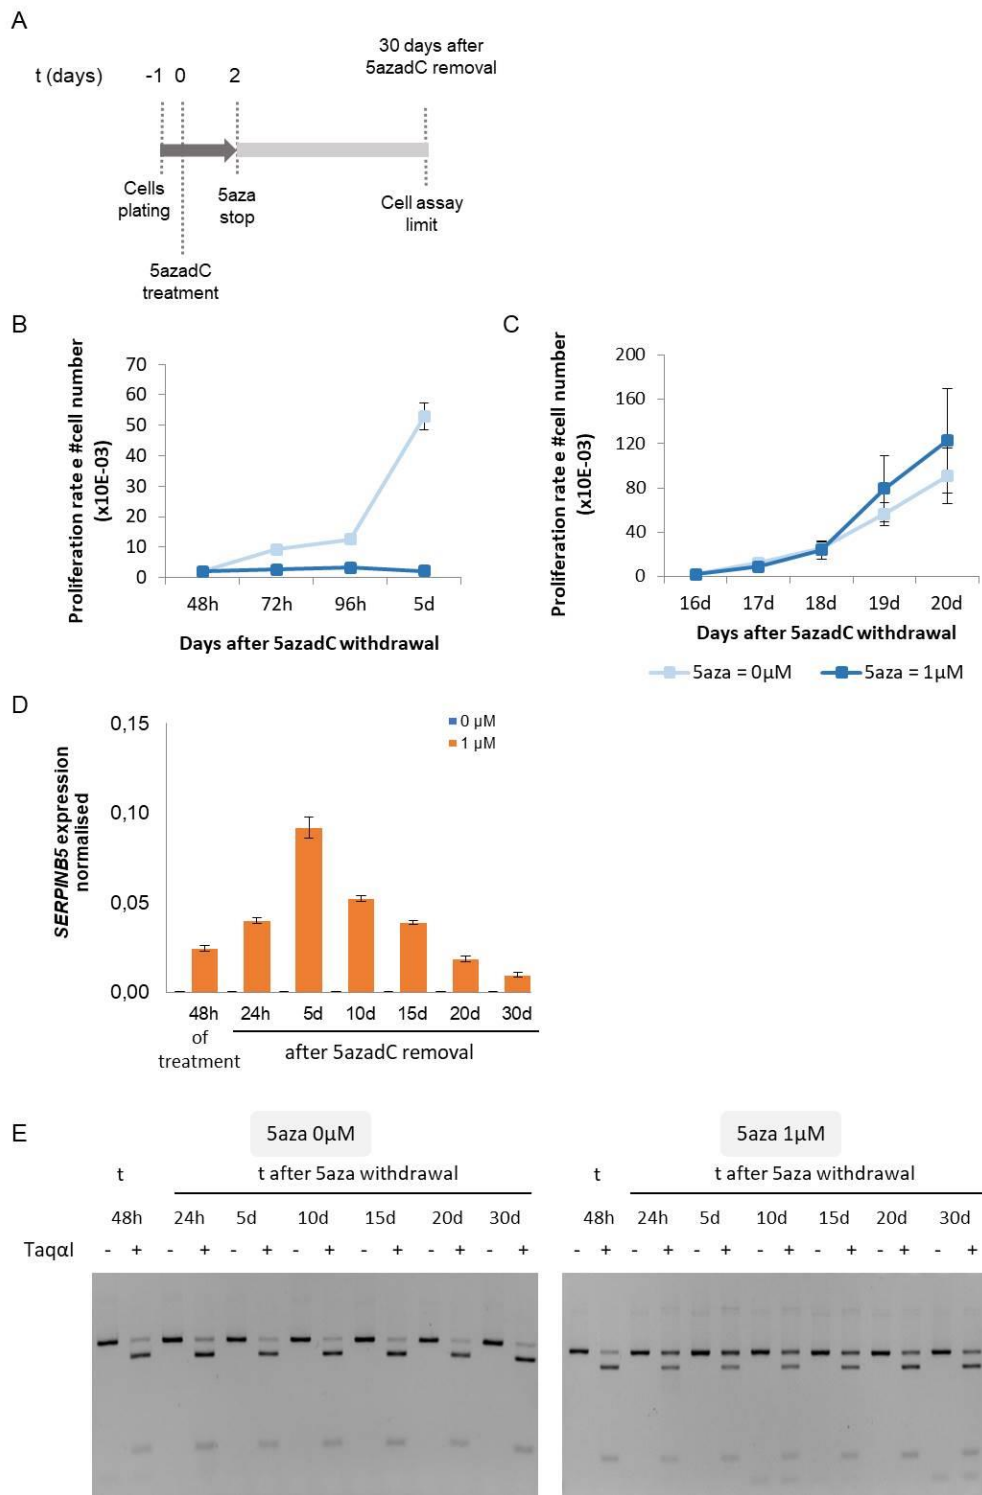 A
30 days after
5azadC removal
t (days) -1 0 2
Cells
plating
5aza
stop
Cell assay
limit
5azadC
treatment
B
Proliferation rate e #cell number
(x10E-03)
70
60
50
40
30
20
10
0
48h 72h 96h 5d
Days after 5azadC withdrawal
C
Proliferation rate e #cell number
(x10E-03)
200
160
120
80
40
0
16d 17d 18d 19d 20d
Days after 5azadC withdrawal
5aza = 0µM 5aza = 1µM
D
SERPINB5 expression
normalised
0,15
0,10
0,05
0,00
0 µM
1 µM
48h 24h 5d 10d 15d 20d 30d
of
treatment
after 5azadC removal
E
5aza 0µM 5aza 1µM
t t after 5aza withdrawal t t after 5aza withdrawal
48h 24h 5d 10d 15d 20d 30d 48h 24h 5d 10d 15d 20d 30d
TaqαI - + - + - + - + - + - + - + - + - + - + - + - + - + - +